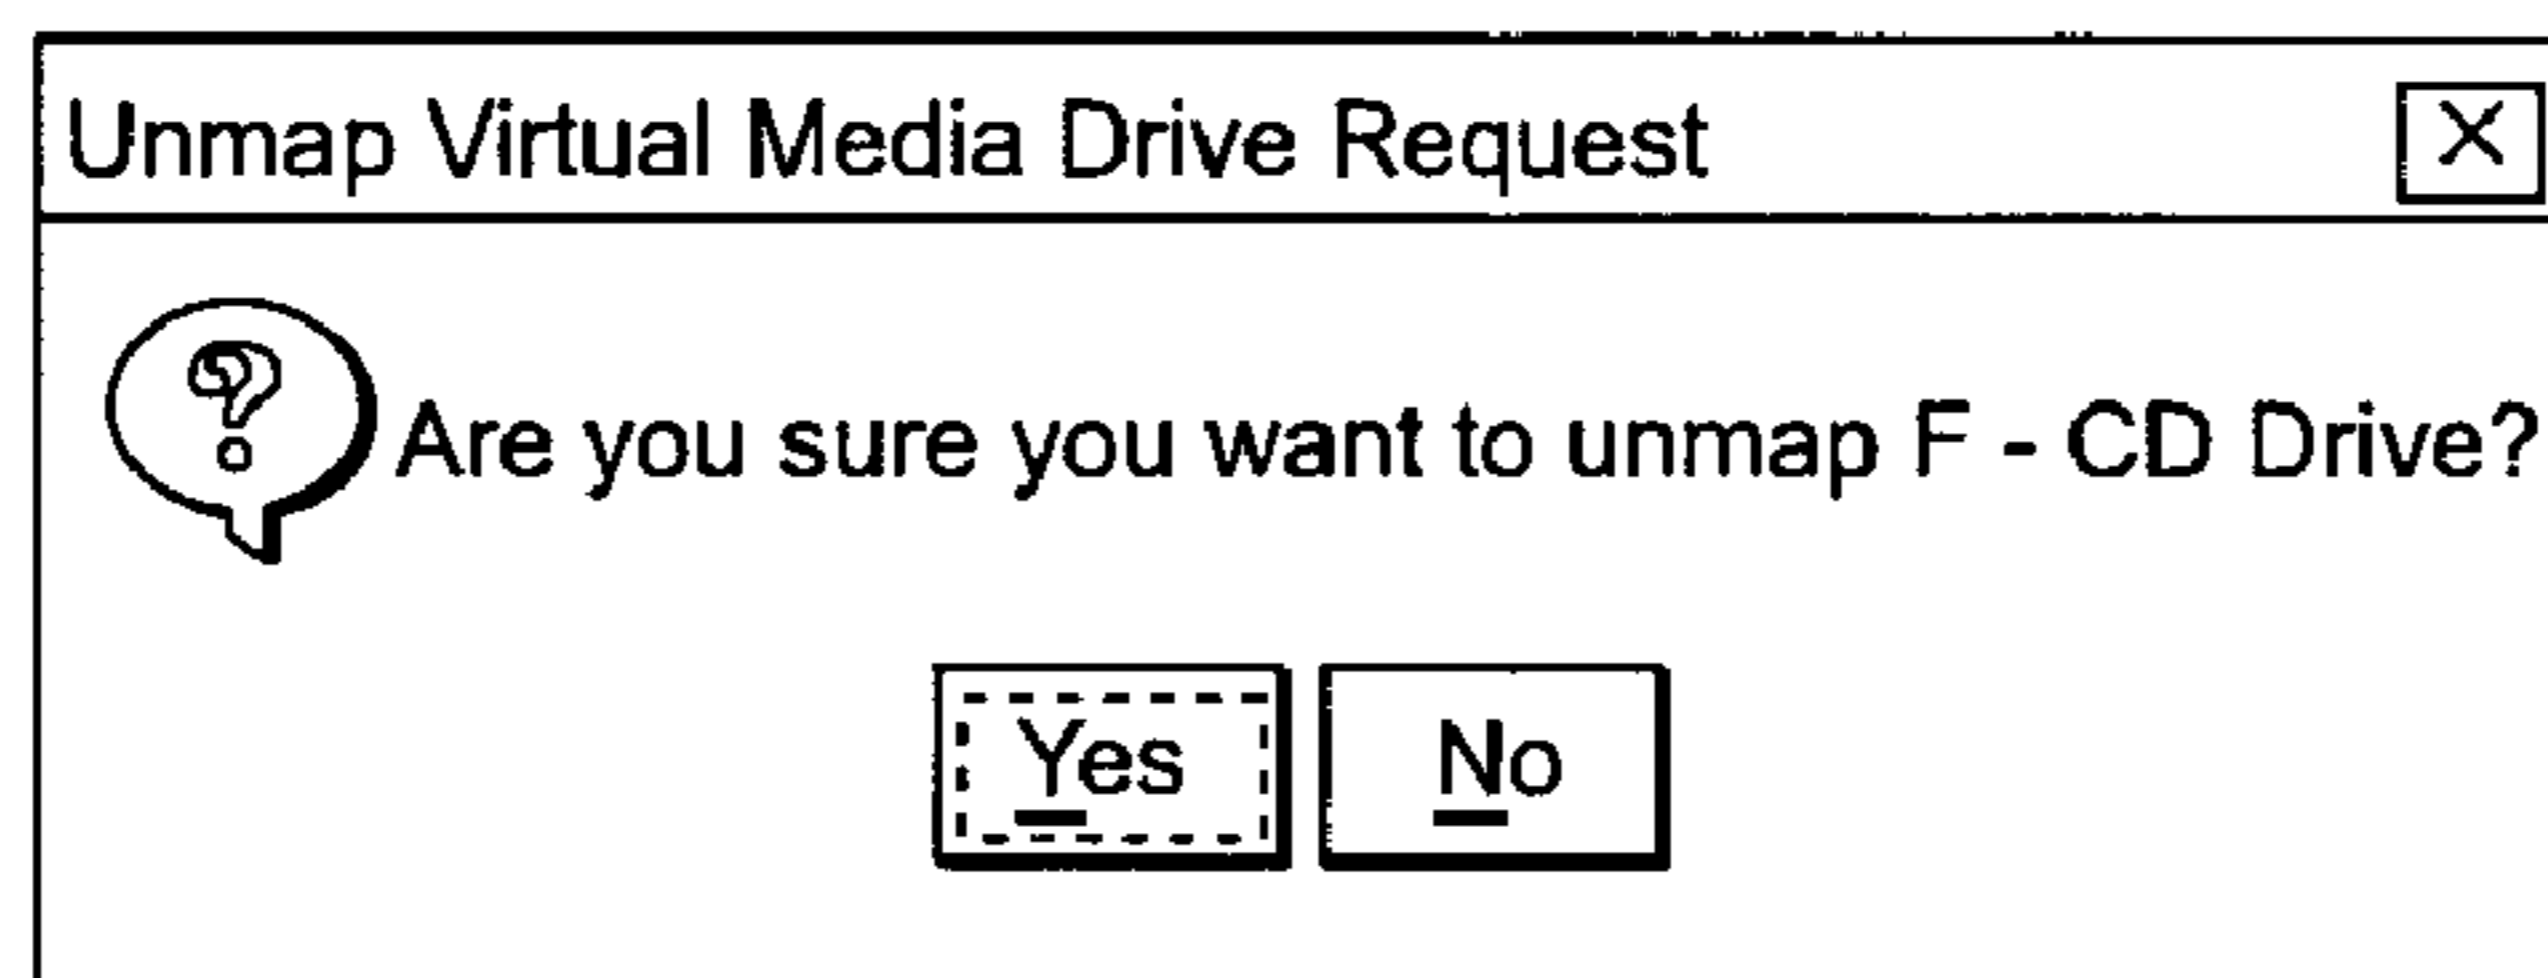 Unmap Virtual Media Drive Request
Are you sure you want to unmap F - CD Drive?
Yes No